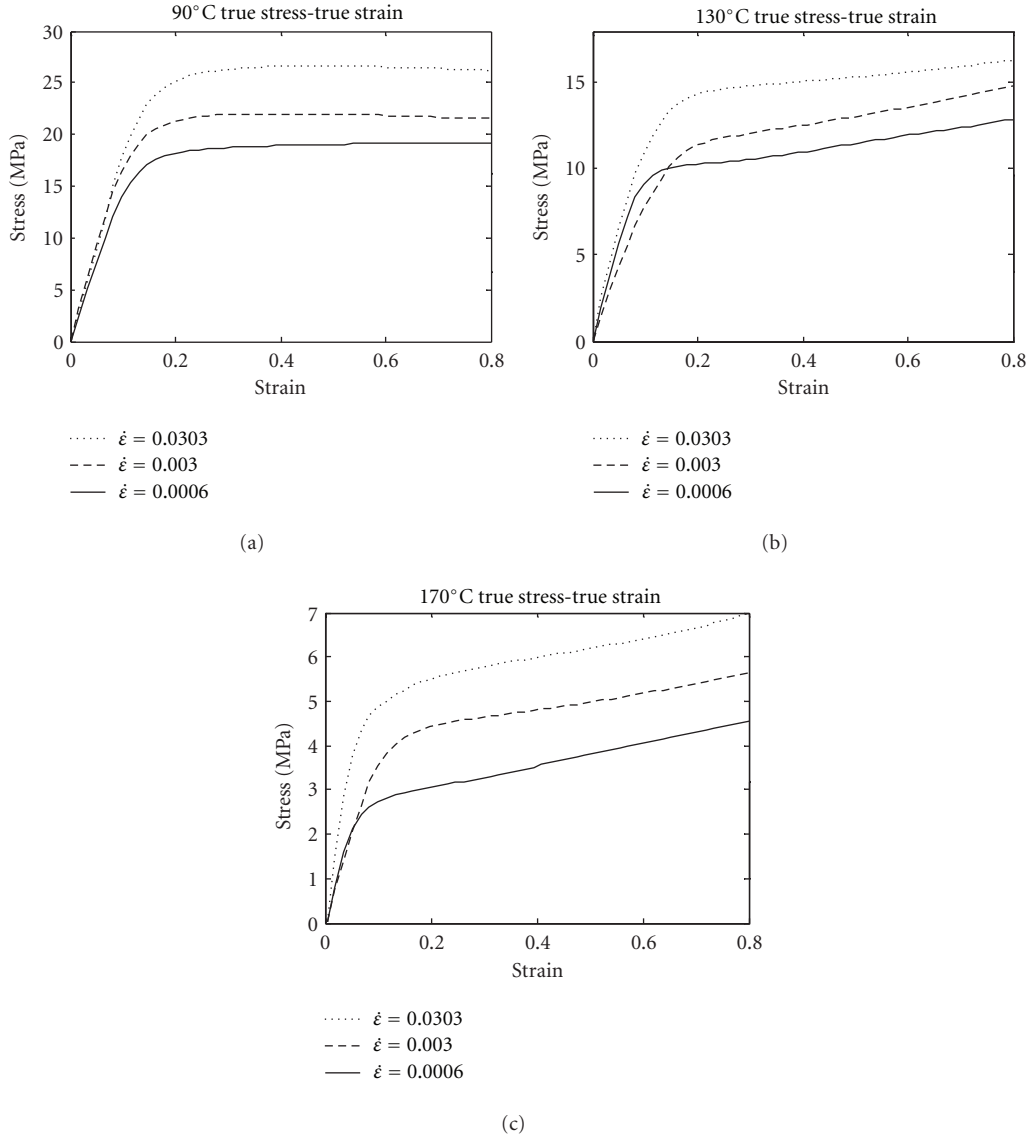 90°C true stress-true strain
30
25
20
15
10
5
0
Stress (MPa)
0 0.2 0.4 0.6 0.8
Strain
ε̇ = 0.0303
ε̇ = 0.003
ε̇ = 0.0006
(a)
130°C true stress-true strain
15
10
5
0
Stress (MPa)
0 0.2 0.4 0.6 0.8
Strain
ε̇ = 0.0303
ε̇ = 0.003
ε̇ = 0.0006
(b)
170°C true stress-true strain
7
6
5
4
3
2
1
0
Stress (MPa)
0 0.2 0.4 0.6 0.8
Strain
ε̇ = 0.0303
ε̇ = 0.003
ε̇ = 0.0006
(c)